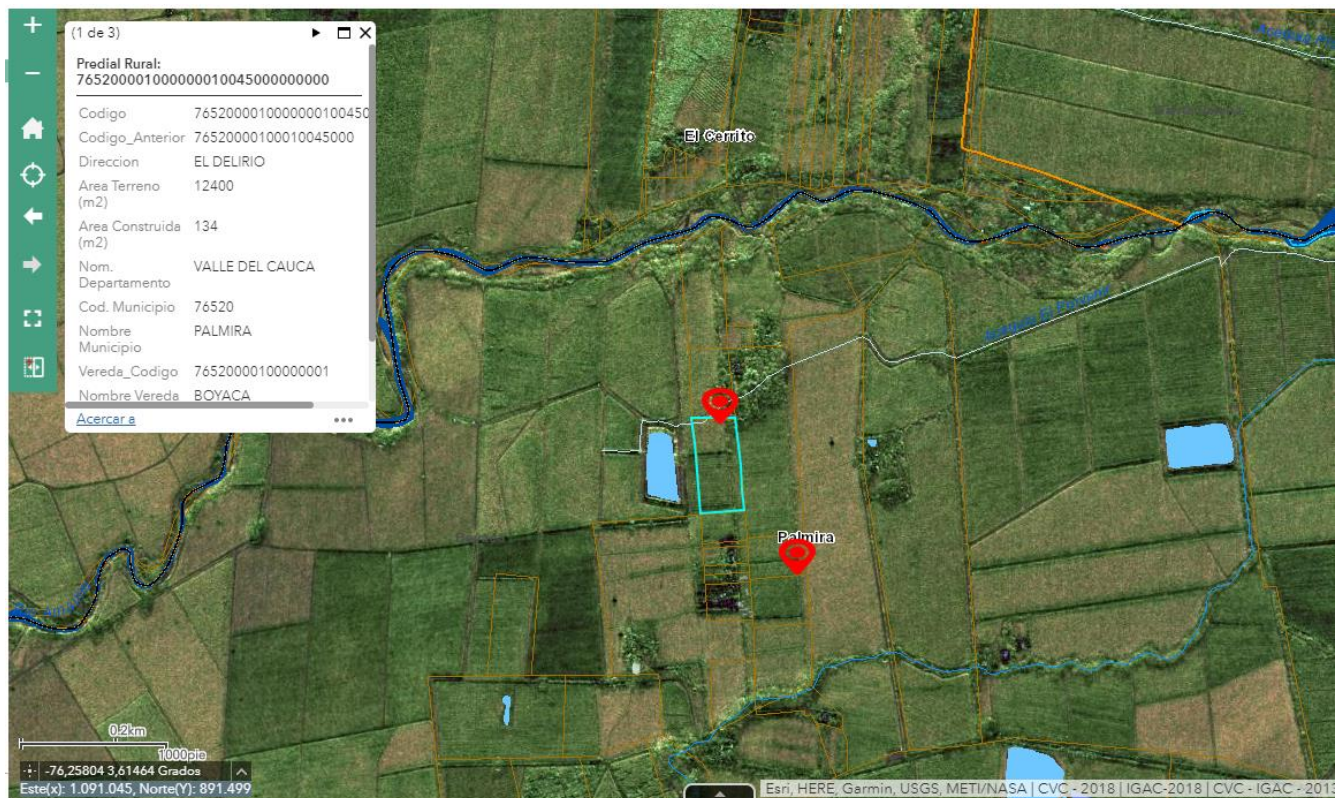 (1 de 3)
Predial Rural:
765200001000000010045000000000
Codigo 7652000010000000100450
Codigo_Anterior 76520000100010045000
Direccion EL DELIRIO
Area Terreno 12400
(m2)
Area Construida 134
(m2)
Nom. VALLE DEL CAUCA
Departamento
Cod. Municipio 76520
Nombre PALMIRA
Municipio
Vereda_Codigo 76520000100000001
Nombre Vereda BOYACA
Acercar a
El Cerrito
Palmira
0,2km
1000pie
-76,25804 3,61464 Grados
Este(x): 1.091.045, Norte(Y): 891.499
Esri, HERE, Garmin, USGS, METI/NASA | CVC - 2018 | IGAC-2018 | CVC - IGAC - 2013